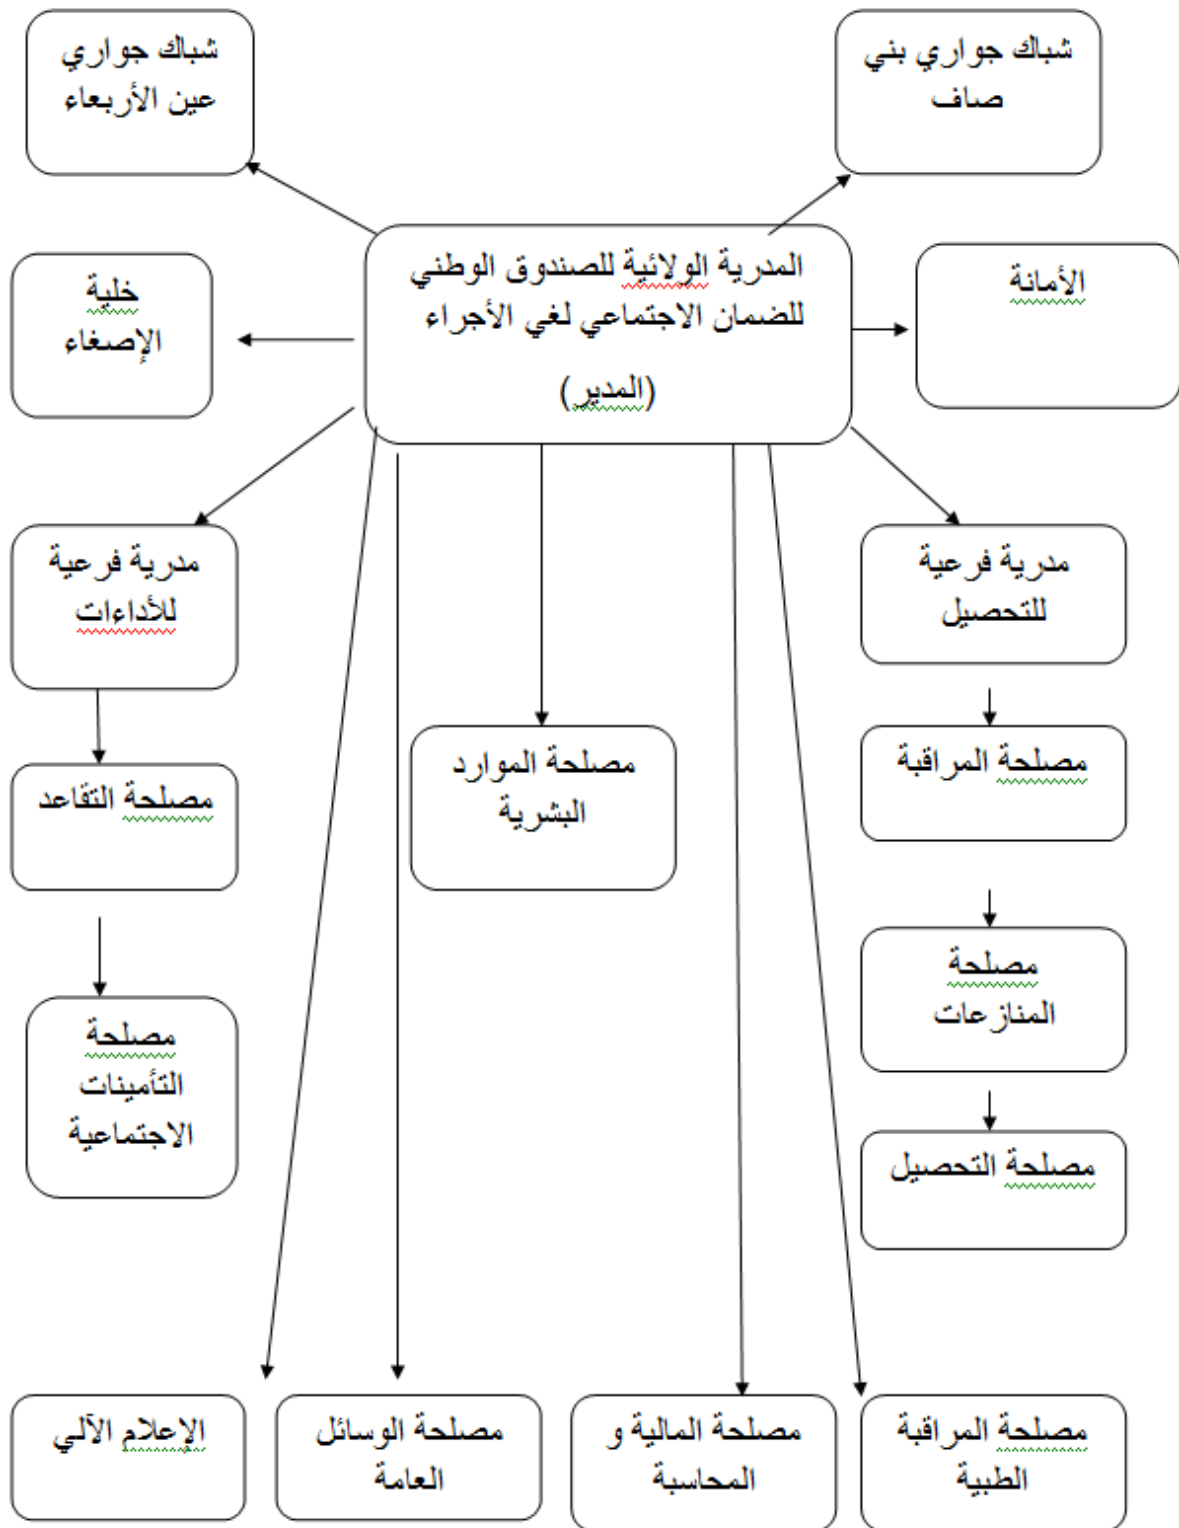 شباك جواري بني
صاف
شباك جواري
عين الأربعاء
المدرية الولائية للصندوق الوطني
للضمان الاجتماعي لغي الأجراء
(المدير)
الأمانة
خلية
الإصغاء
مدرية فرعية
للتحصيل
مدرية فرعية
للأداءات
مصلحة الموارد
البشرية
مصلحة المراقبة
مصلحة التقاعد
مصلحة
المنازعات
مصلحة
التأمينات
الاجتماعية
مصلحة التحصيل
مصلحة المراقبة
الطبية
مصلحة المالية و
المحاسبة
مصلحة الوسائل
العامة
الإعلام الآلي